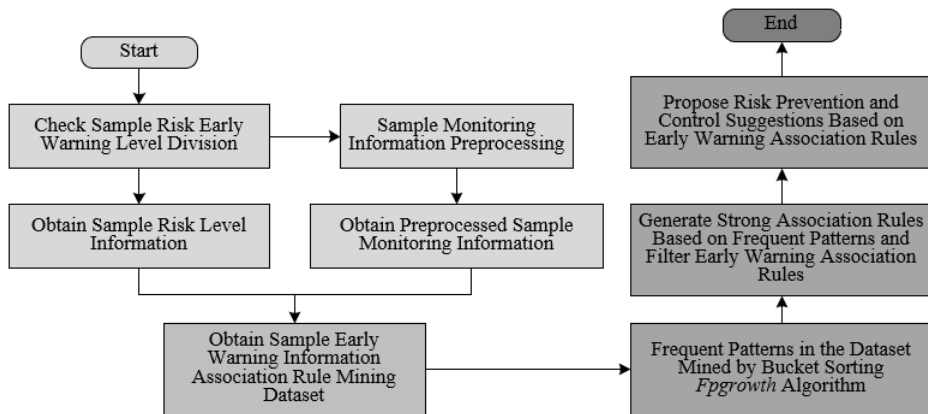 Start
Check Sample Risk Early
Warning Level Division
Sample Monitoring
Information Preprocessing
Obtain Sample Risk Level
Information
Obtain Preprocessed Sample
Monitoring Information
Obtain Sample Early
Warning Information
Association Rule Mining
Dataset
Frequent Patterns in the Dataset
Mined by Bucket Sorting
Fpgrowth Algorithm
Generate Strong Association Rules
Based on Frequent Patterns and
Filter Early Warning Association
Rules
Propose Risk Prevention and
Control Suggestions Based on
Early Warning Association Rules
End